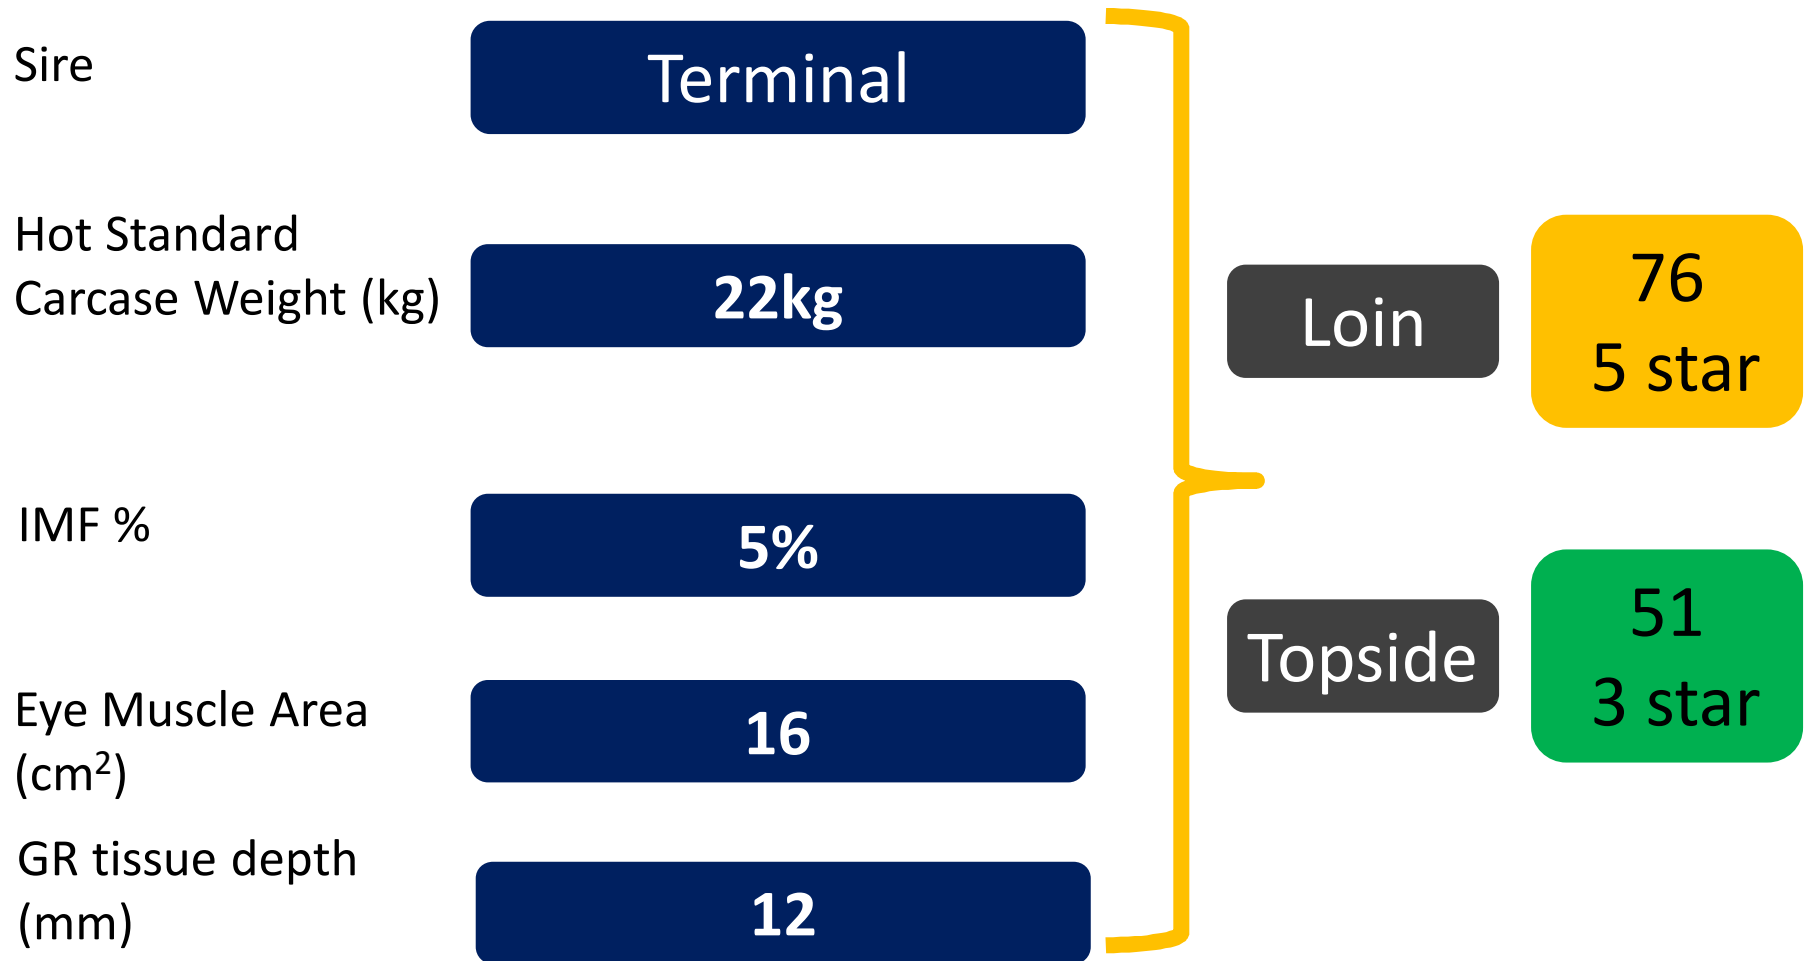 Sire
Terminal
Hot Standard
Carcase Weight (kg)
22kg
IMF %
5%
Eye Muscle Area
(cm²)
16
GR tissue depth
(mm)
12
Loin
76
5 star
Topside
51
3 star